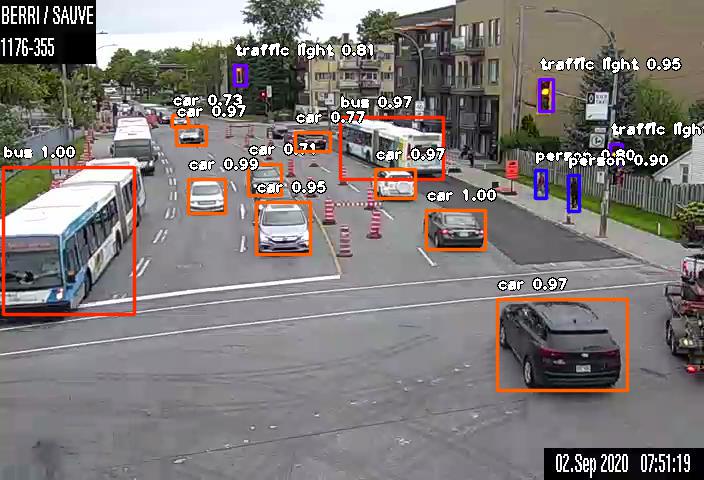 BERRI / SAUVE
1176-355
traffic light 0.81
traffic light 0.95
car 0.73
car 0.97
bus 0.97
car 0.77
traffic light
bus 1.00
car 0.71
car 0.97
car 0.99
person 0.90
car 0.95
car 1.00
car 0.97
02.Sep 2020 07:51:19